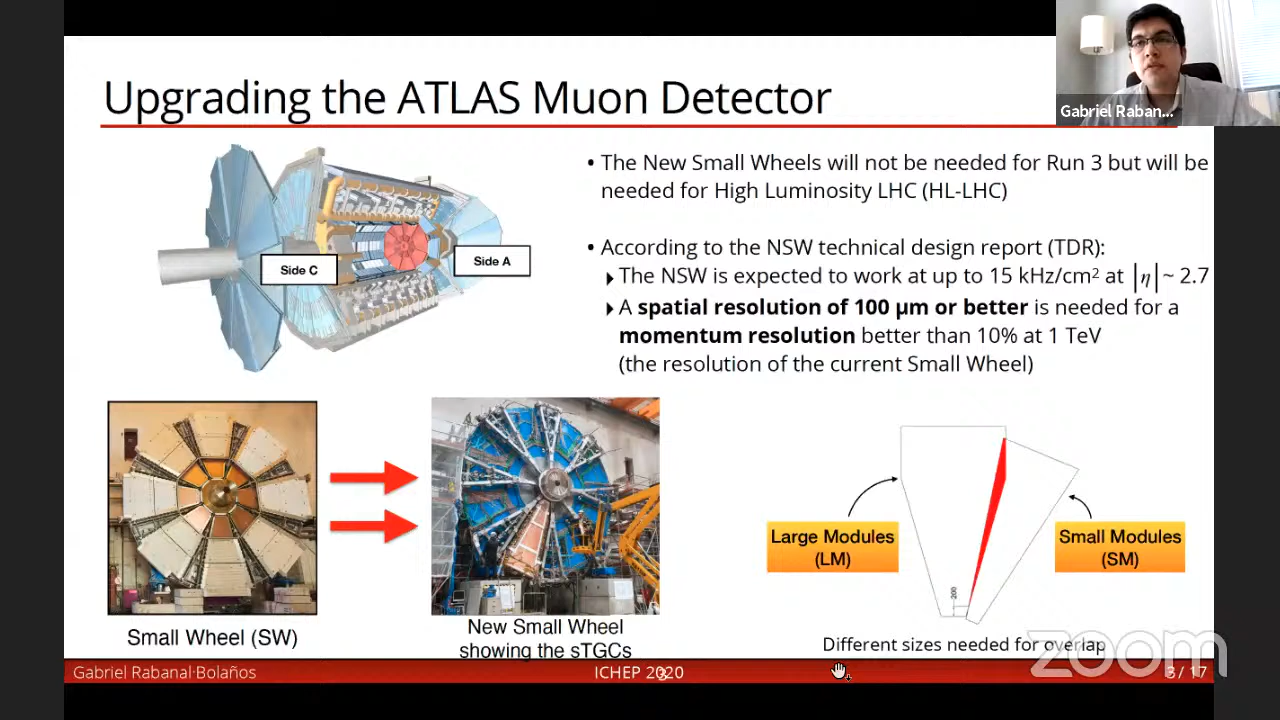 Upgrading the ATLAS Muon Detector
Gabriel Raban...
• The New Small Wheels will not be needed for Run 3 but will be
needed for High Luminosity LHC (HL-LHC)
• According to the NSW technical design report (TDR):
The NSW is expected to work at up to 15 kHz/cm² at |η| ~ 2.7
A spatial resolution of 100 μm or better is needed for a
momentum resolution better than 10% at 1 TeV
(the resolution of the current Small Wheel)
Side C
Side A
Large Modules
(LM)
Small Modules
(SM)
200
Small Wheel (SW)
New Small Wheel
showing the sTGCs
Different sizes needed for overlap
zoom
Gabriel Rabanal·Bolaños
ICHEP 2020
3
3 / 17